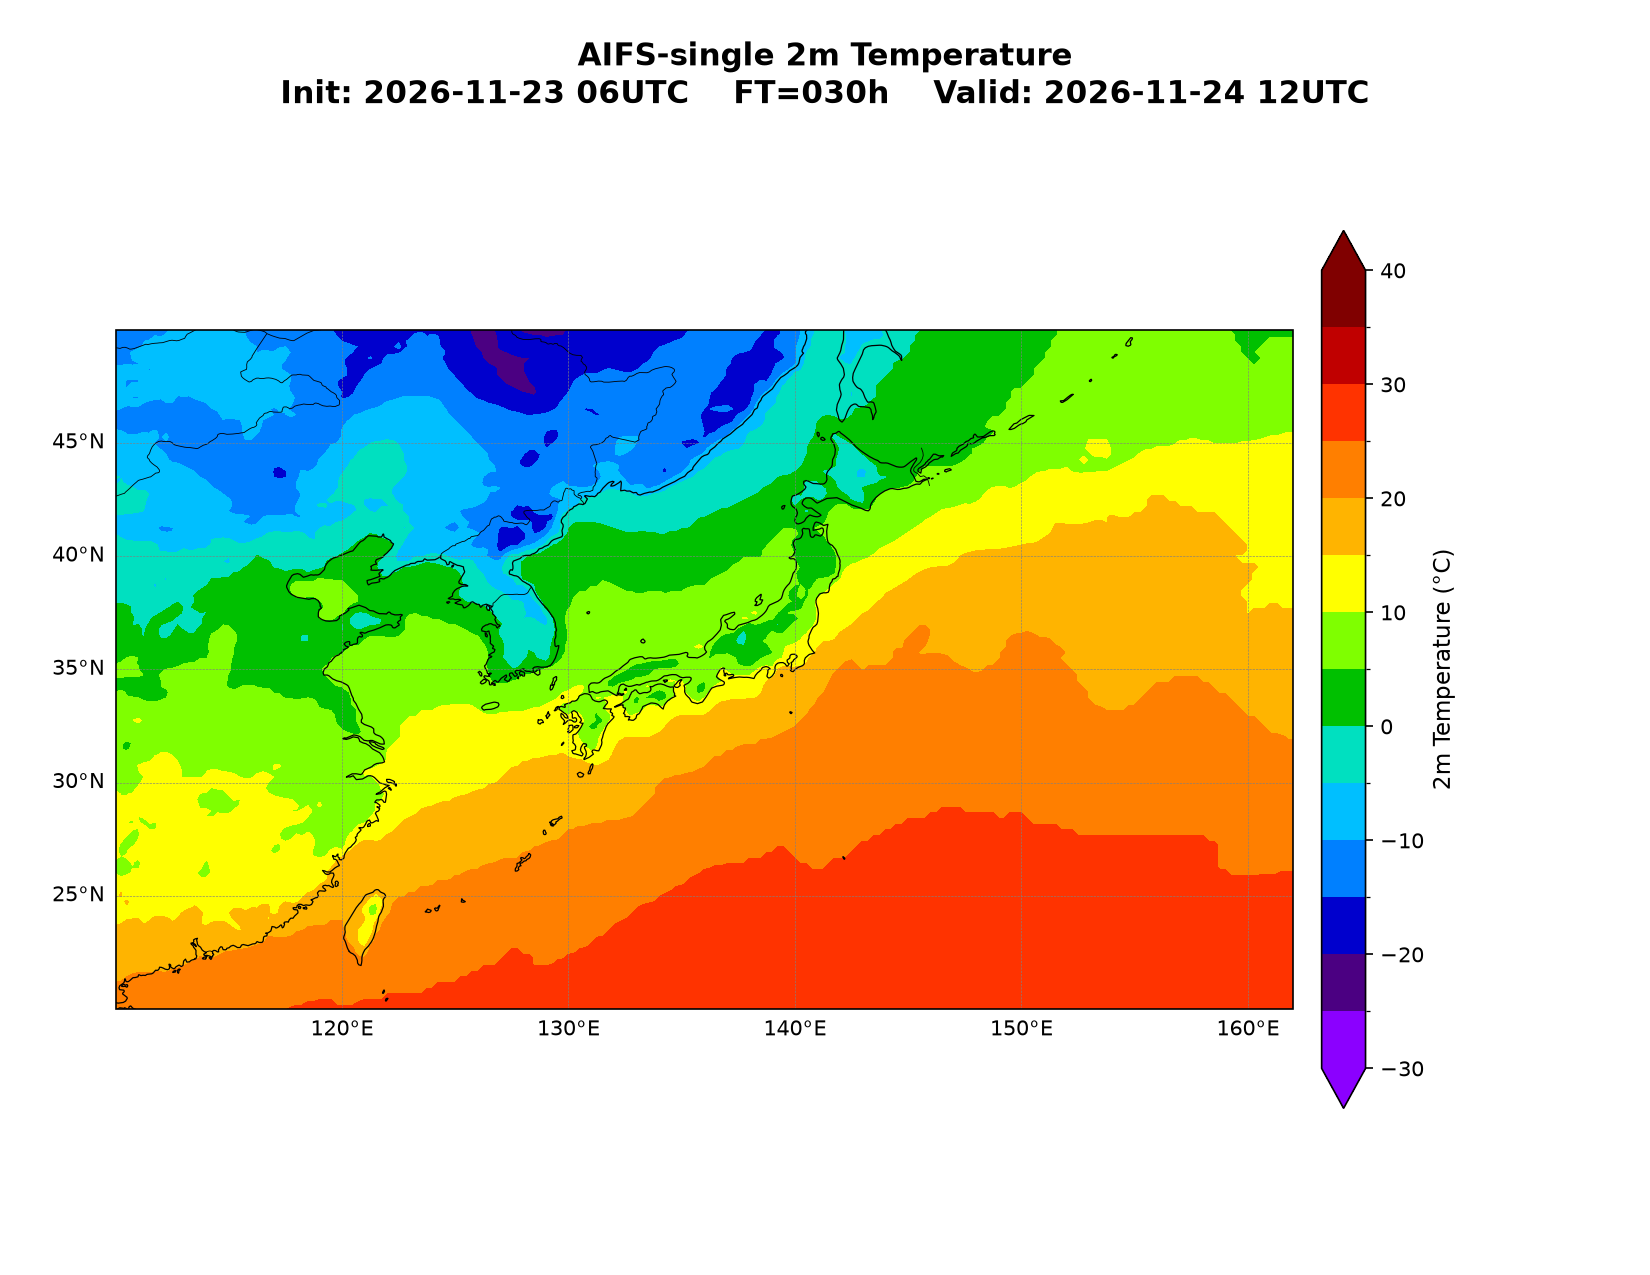 AIFS-single 2m Temperature
Init: 2026-11-23 06UTC    FT=030h    Valid: 2026-11-24 12UTC
45°N
40°N
35°N
30°N
25°N
120°E
130°E
140°E
150°E
160°E
40
30
20
10
0
−10
−20
−30
2m Temperature (°C)